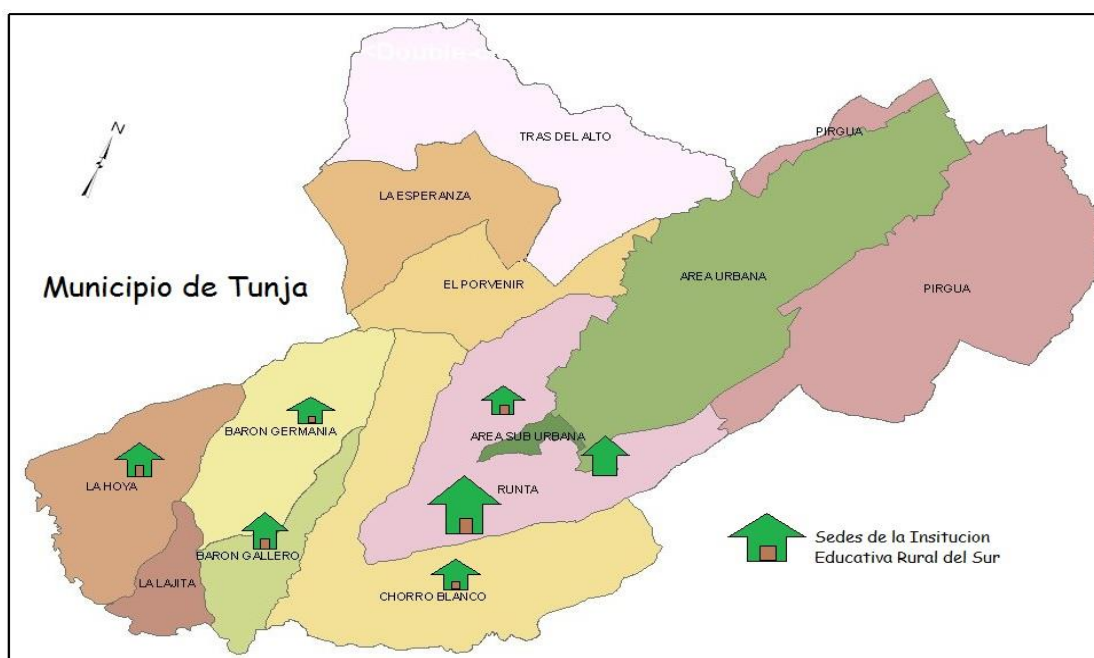 Double-
N
TRAS DEL ALTO
PIRGUA
LA ESPERANZA
Municipio de Tunja
EL PORVENIR
AREA URBANA
PIRGUA
BARON GERMANIA
AREA SUB URBANA
LA HOYA
RUNTA
BARON GALLERO
LA LAJITA
CHORRO BLANCO
Sedes de la Insitucion
Educativa Rural del Sur